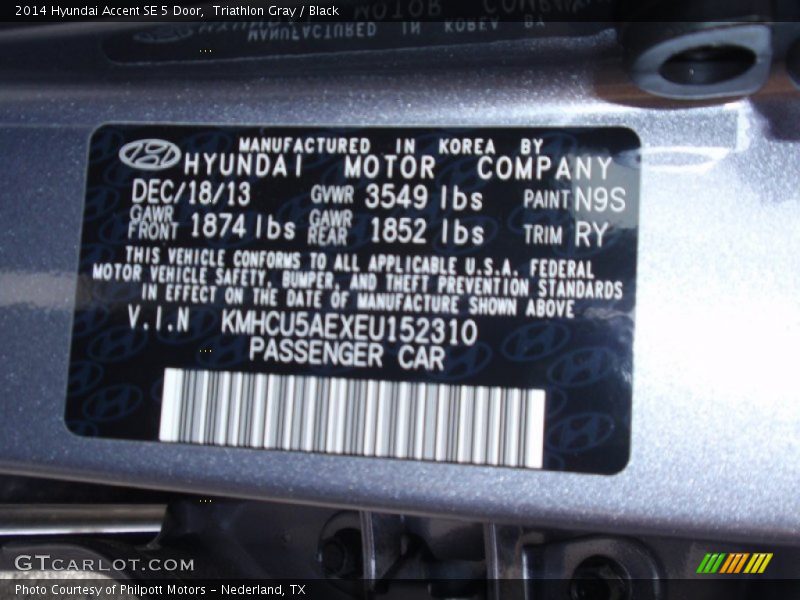 2014 Hyundai Accent SE 5 Door,  Triathlon Gray / Black
MANUFACTURED IN KOREA BY
HYUNDAI MOTOR COMPANY
DEC/18/13 GVWR 3549 lbs PAINT N9S
GAWR FRONT 1874 lbs GAWR REAR 1852 lbs TRIM RY
THIS VEHICLE CONFORMS TO ALL APPLICABLE U.S.A. FEDERAL
MOTOR VEHICLE SAFETY, BUMPER, AND THEFT PREVENTION STANDARDS
IN EFFECT ON THE DATE OF MANUFACTURE SHOWN ABOVE
V.I.N KMHCU5AEXEU152310
PASSENGER CAR
GTCARLOT.COM
Photo Courtesy of Philpott Motors - Nederland, TX